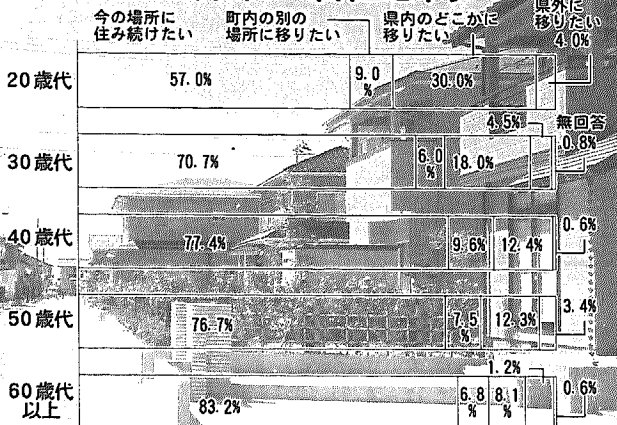 今の場所に
住み続けたい
町内の別の
場所に移りたい
県内のどこかに
移りたい
県外に
移りたい
4.0%
20歳代
57.0%
9.0
%
30.0%
4.5%
無回答
0.8%
30歳代
70.7%
6.0
%
18.0%
40歳代
77.4%
9.6%
12.4%
0.6%
50歳代
76.7%
7.5
%
12.3%
3.4%
1.2%
60歳代
以上
83.2%
6.8
%
8.1
%
0.6%